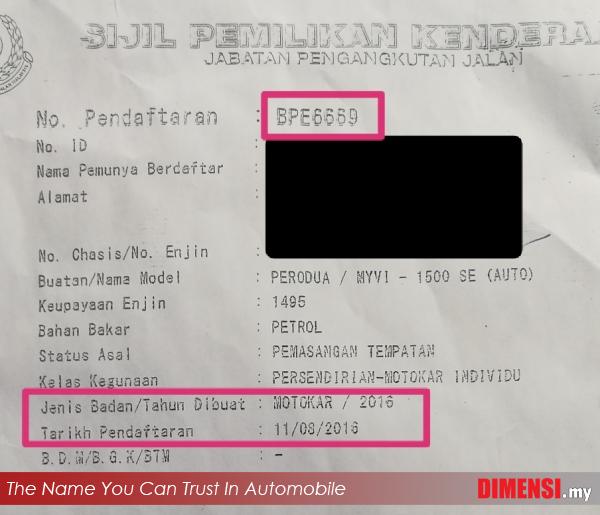 SIJIL PEMILIKAN KENDERA
JABATAN PENGANGKUTAN JALAN
No. Pendaftaran : BPE6669
No. ID :
Nama Pemunya Berdaftar :
Alamat :
No. Chasis/No. Enjin :
Buatan/Nama Model : PERODUA / MYVI - 1500 SE (AUTO)
Keupayaan Enjin : 1495
Bahan Bakar : PETROL
Status Asal : PEMASANGAN TEMPATAN
Kelas Kegunaan : PERSENDIRIAN-MOTOKAR INDIVIDU
Jenis Badan/Tahun Dibuat : MOTOKAR / 2016
Tarikh Pendaftaran : 11/08/2016
B.D.M/B.G.K/BTM : -
The Name You Can Trust In Automobile
DIMENSI.my